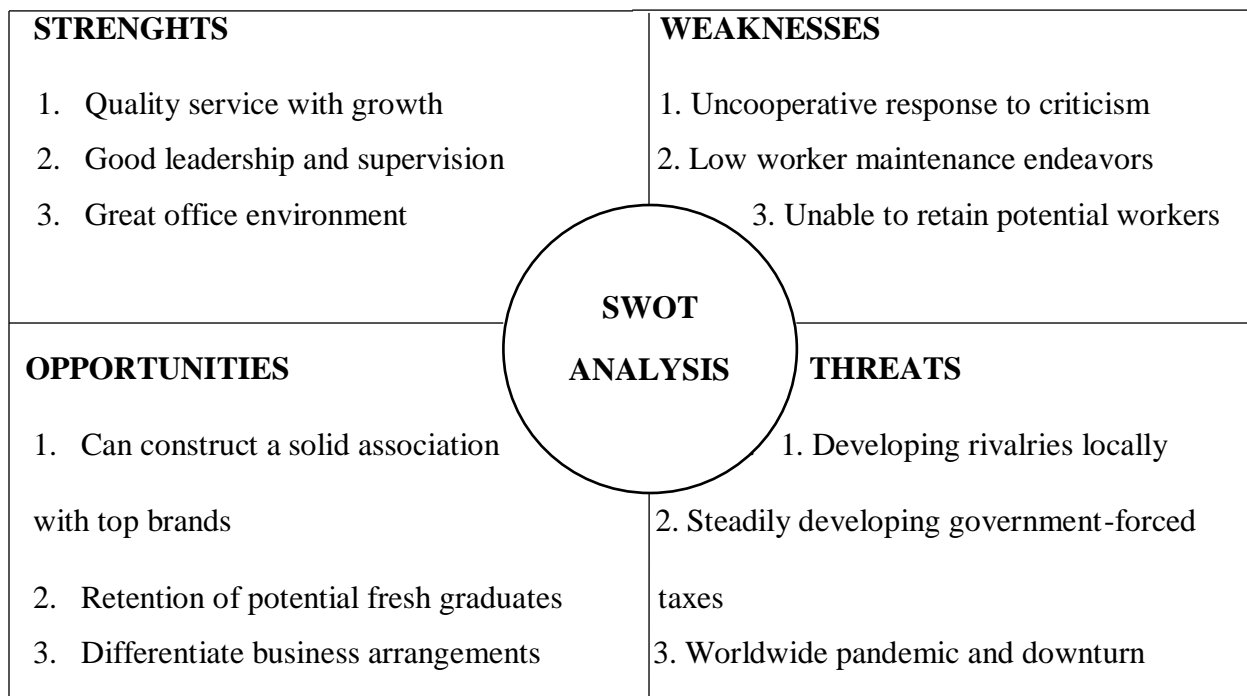 STRENGHTS
1. Quality service with growth
2. Good leadership and supervision
3. Great office environment
WEAKNESSES
1. Uncooperative response to criticism
2. Low worker maintenance endeavors
3. Unable to retain potential workers
SWOT
ANALYSIS
OPPORTUNITIES
1. Can construct a solid association
with top brands
2. Retention of potential fresh graduates
3. Differentiate business arrangements
THREATS
1. Developing rivalries locally
2. Steadily developing government-forced
taxes
3. Worldwide pandemic and downturn